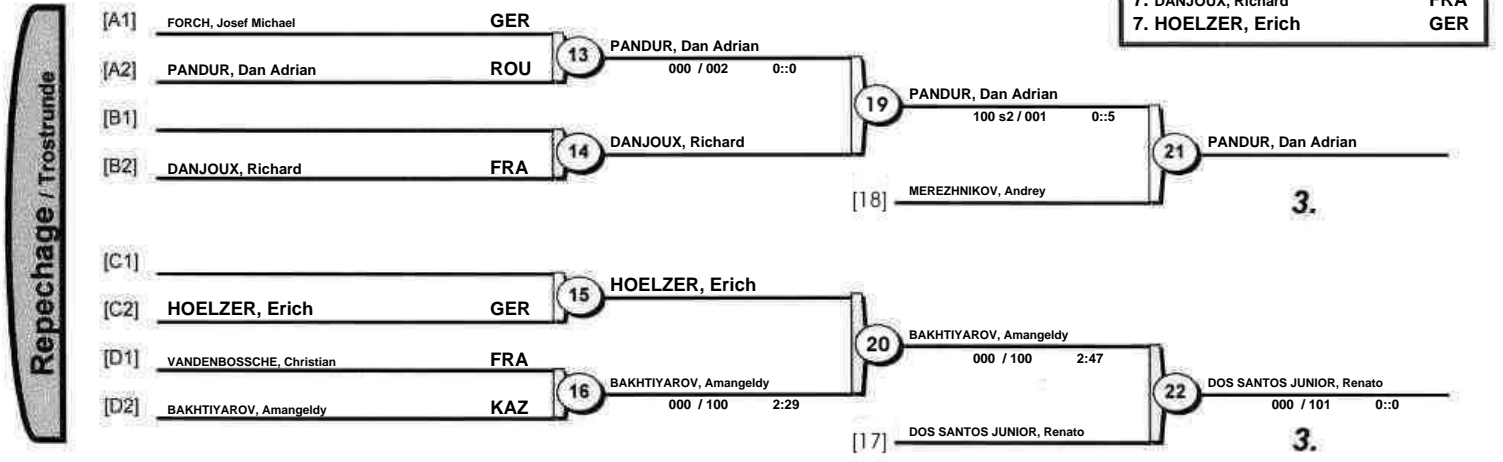 7. DANJOUX, Richard FRA
7. HOELZER, Erich GER
Repechage / Trostrunde
[A1] FORCH, Josef Michael GER
13 PANDUR, Dan Adrian
000 / 002 0::0
[A2] PANDUR, Dan Adrian ROU
19 PANDUR, Dan Adrian
100 s2 / 001 0::5
[B1]
14 DANJOUX, Richard
[B2] DANJOUX, Richard FRA
21 PANDUR, Dan Adrian
[18] MEREZHNIKOV, Andrey
3.
[C1]
15 HOELZER, Erich
[C2] HOELZER, Erich GER
20 BAKHTIYAROV, Amangeldy
000 / 100 2:47
[D1] VANDENBOSSCHE, Christian FRA
16 BAKHTIYAROV, Amangeldy
000 / 100 2:29
[D2] BAKHTIYAROV, Amangeldy KAZ
22 DOS SANTOS JUNIOR, Renato
000 / 101 0::0
[17] DOS SANTOS JUNIOR, Renato
3.